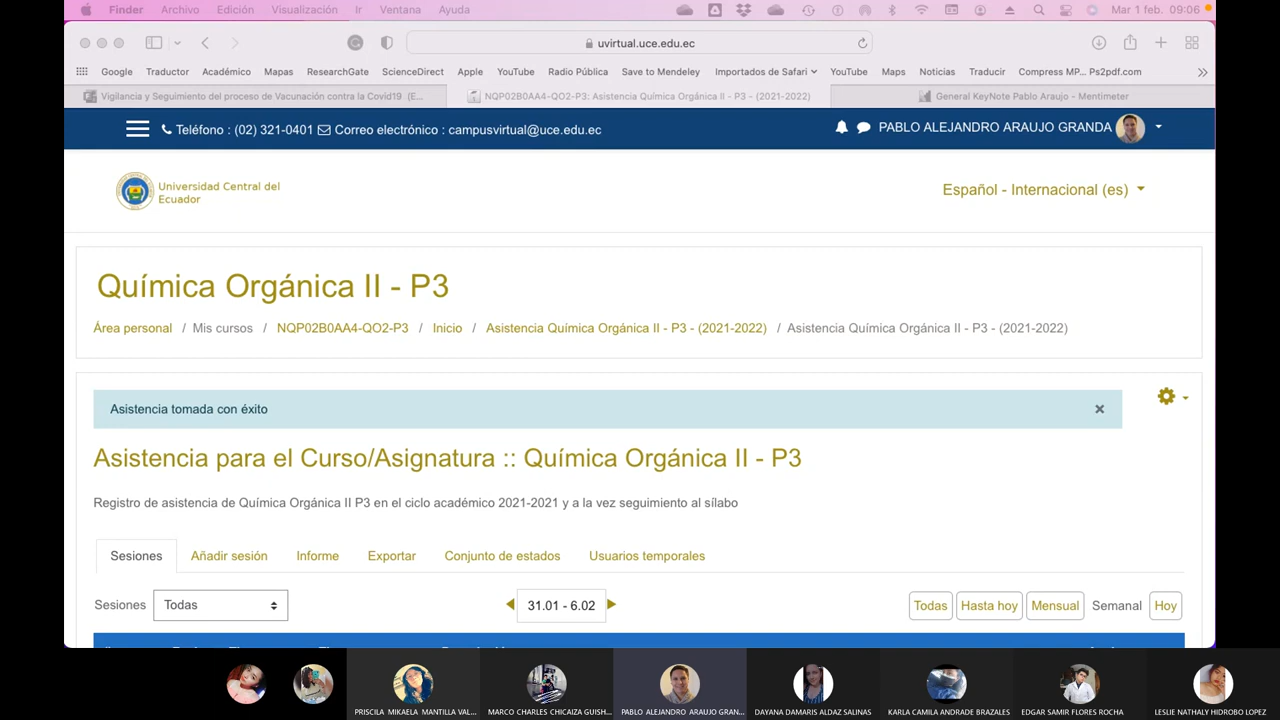 Finder Archivo Edición Visualización Ir Ventana Ayuda Mar 1 feb. 09:06
uvirtual.uce.edu.ec
Google Traductor Académico Mapas ResearchGate ScienceDirect Apple YouTube Radio Pública Save to Mendeley Importados de Safari YouTube Maps Noticias Traducir Compress MP... Ps2pdf.com
Vigilancia y Seguimiento del proceso de Vacunación contra la Covid19 (E... NQP02B0AA4-QO2-P3: Asistencia Química Orgánica II - P3 - (2021-2022) General KeyNote Pablo Araujo - Mentimeter
Teléfono : (02) 321-0401 Correo electrónico : campusvirtual@uce.edu.ec PABLO ALEJANDRO ARAUJO GRANDA
Universidad Central del
Ecuador
Español - Internacional (es)
Química Orgánica II - P3
Área personal / Mis cursos / NQP02B0AA4-QO2-P3 / Inicio / Asistencia Química Orgánica II - P3 - (2021-2022) / Asistencia Química Orgánica II - P3 - (2021-2022)
Asistencia tomada con éxito ×
Asistencia para el Curso/Asignatura :: Química Orgánica II - P3
Registro de asistencia de Química Orgánica II P3 en el ciclo académico 2021-2021 y a la vez seguimiento al sílabo
Sesiones Añadir sesión Informe Exportar Conjunto de estados Usuarios temporales
Sesiones Todas 31.01 - 6.02 Todas Hasta hoy Mensual Semanal Hoy
PRISCILA MIKAELA MANTILLA VAL... MARCO CHARLES CHICAIZA GUISH... PABLO ALEJANDRO ARAUJO GRAN... DAYANA DAMARIS ALDAZ SALINAS KARLA CAMILA ANDRADE BRAZALES EDGAR SAMIR FLORES ROCHA LESLIE NATHALY HIDROBO LOPEZ